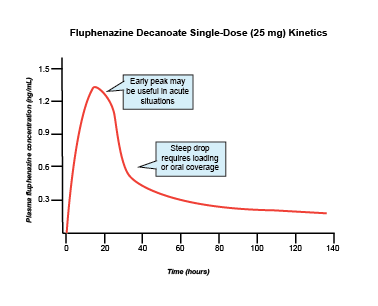 Fluphenazine Decanoate Single-Dose (25 mg) Kinetics
Plasma fluphenazine concentration (ng/mL)
1.5
1.2
0.9
0.6
0.3
Early peak may
be useful in acute
situations
Steep drop
requires loading
or oral coverage
0 20 40 60 80 100 120 140
Time (hours)